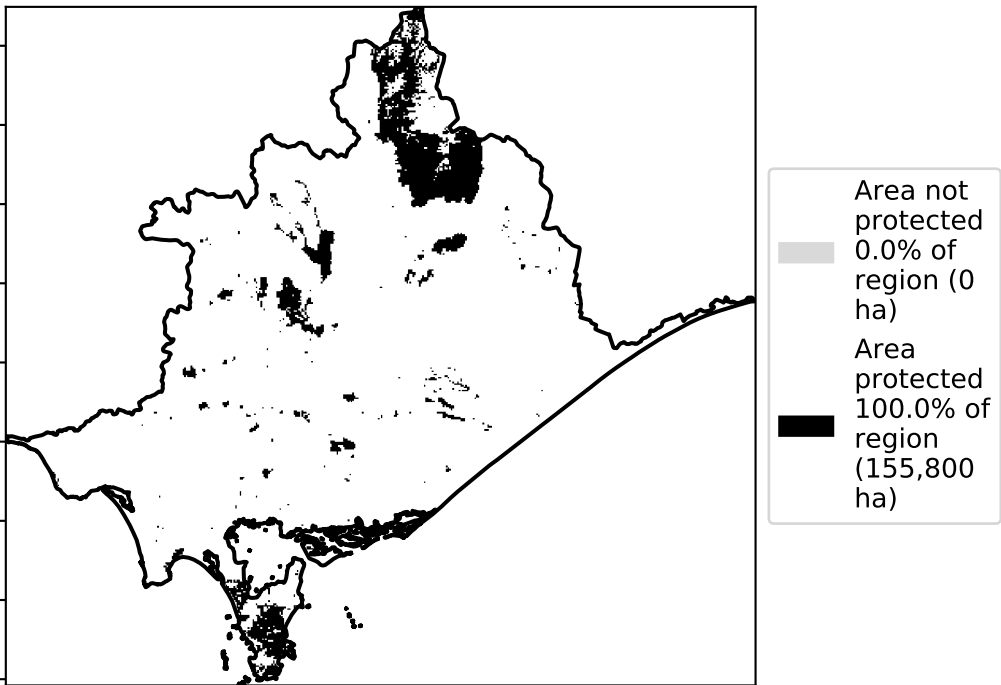 Area not
protected
0.0% of
region (0
ha)
Area
protected
100.0% of
region
(155,800
ha)